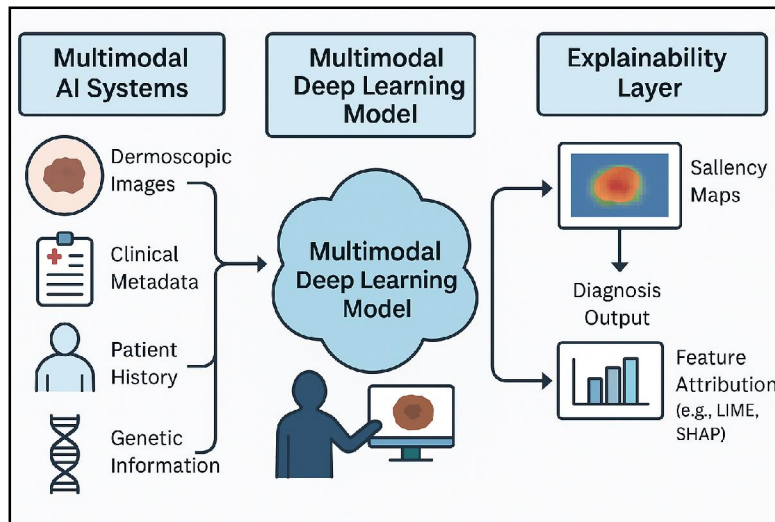 Multimodal
AI Systems
Dermoscopic
Images
Clinical
Metadata
Patient
History
Genetic
Information
Multimodal
Deep Learning
Model
Multimodal
Deep Learning
Model
Explainability
Layer
Sallency
Maps
Diagnosis
Output
Feature
Attribution
(e.g., LIME,
SHAP)